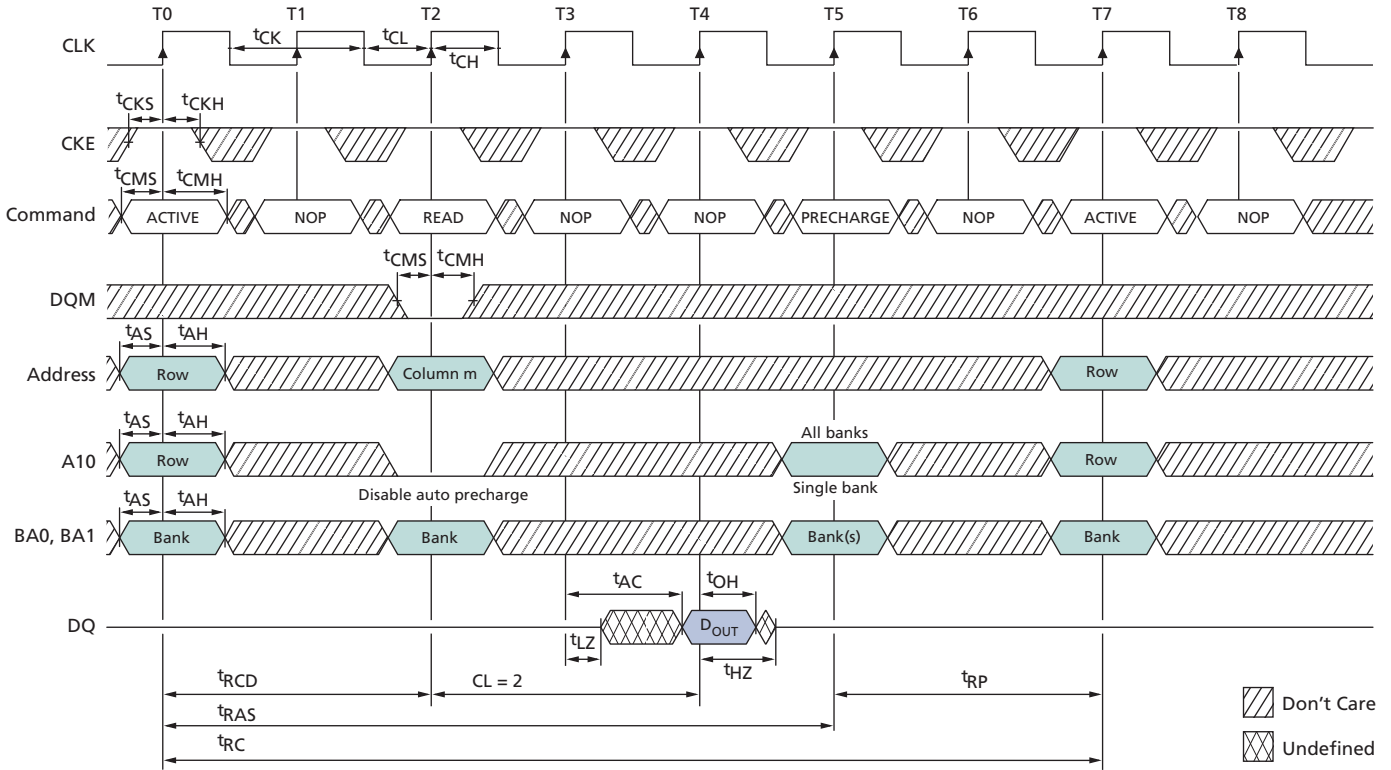 T0 T1 T2 T3 T4 T5 T6 T7 T8
CLK
tCK tCL
tCH
tCKS tCKH
CKE
tCMS tCMH
Command ACTIVE NOP READ NOP NOP PRECHARGE NOP ACTIVE NOP
tCMS tCMH
DQM
tAS tAH
Address Row Column m Row
tAS tAH
All banks
A10 Row Row
Disable auto precharge Single bank
tAS tAH
BA0, BA1 Bank Bank Bank(s) Bank
tAC tOH
DQ DOUT
tLZ tHZ
tRCD CL = 2 tRP
tRAS
tRC
Don't Care
Undefined